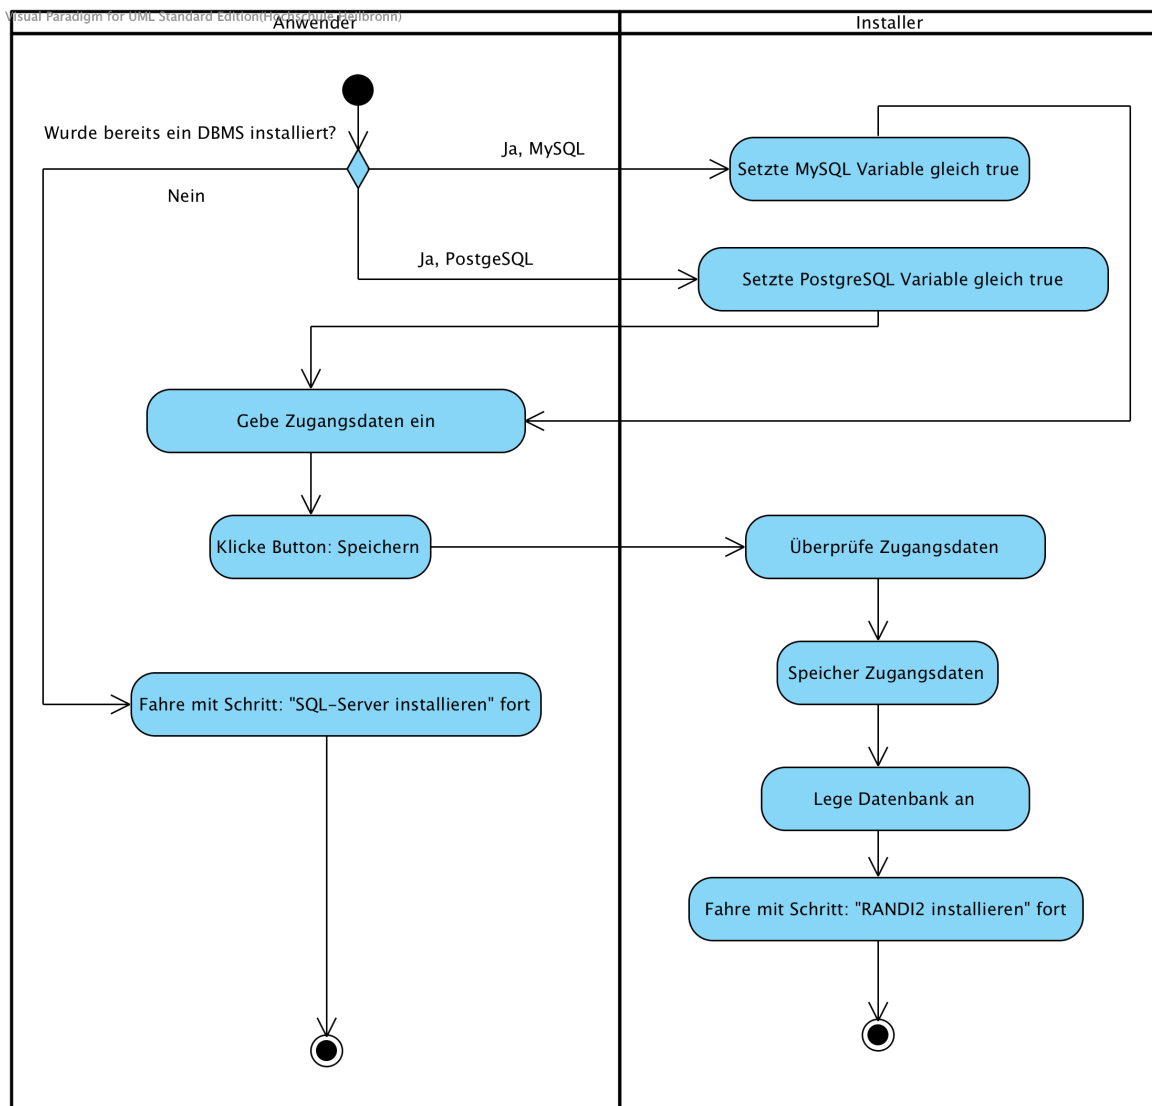 Visual Paradigm for UML Standard Edition(Hochschule Heilbronn)
Anwender
Installer
Wurde bereits ein DBMS installiert?
Ja, MySQL
Setzte MySQL Variable gleich true
Nein
Ja, PostgeSQL
Setzte PostgreSQL Variable gleich true
Gebe Zugangsdaten ein
Klicke Button: Speichern
Überprüfe Zugangsdaten
Speicher Zugangsdaten
Fahre mit Schritt: "SQL-Server installieren" fort
Lege Datenbank an
Fahre mit Schritt: "RANDI2 installieren" fort